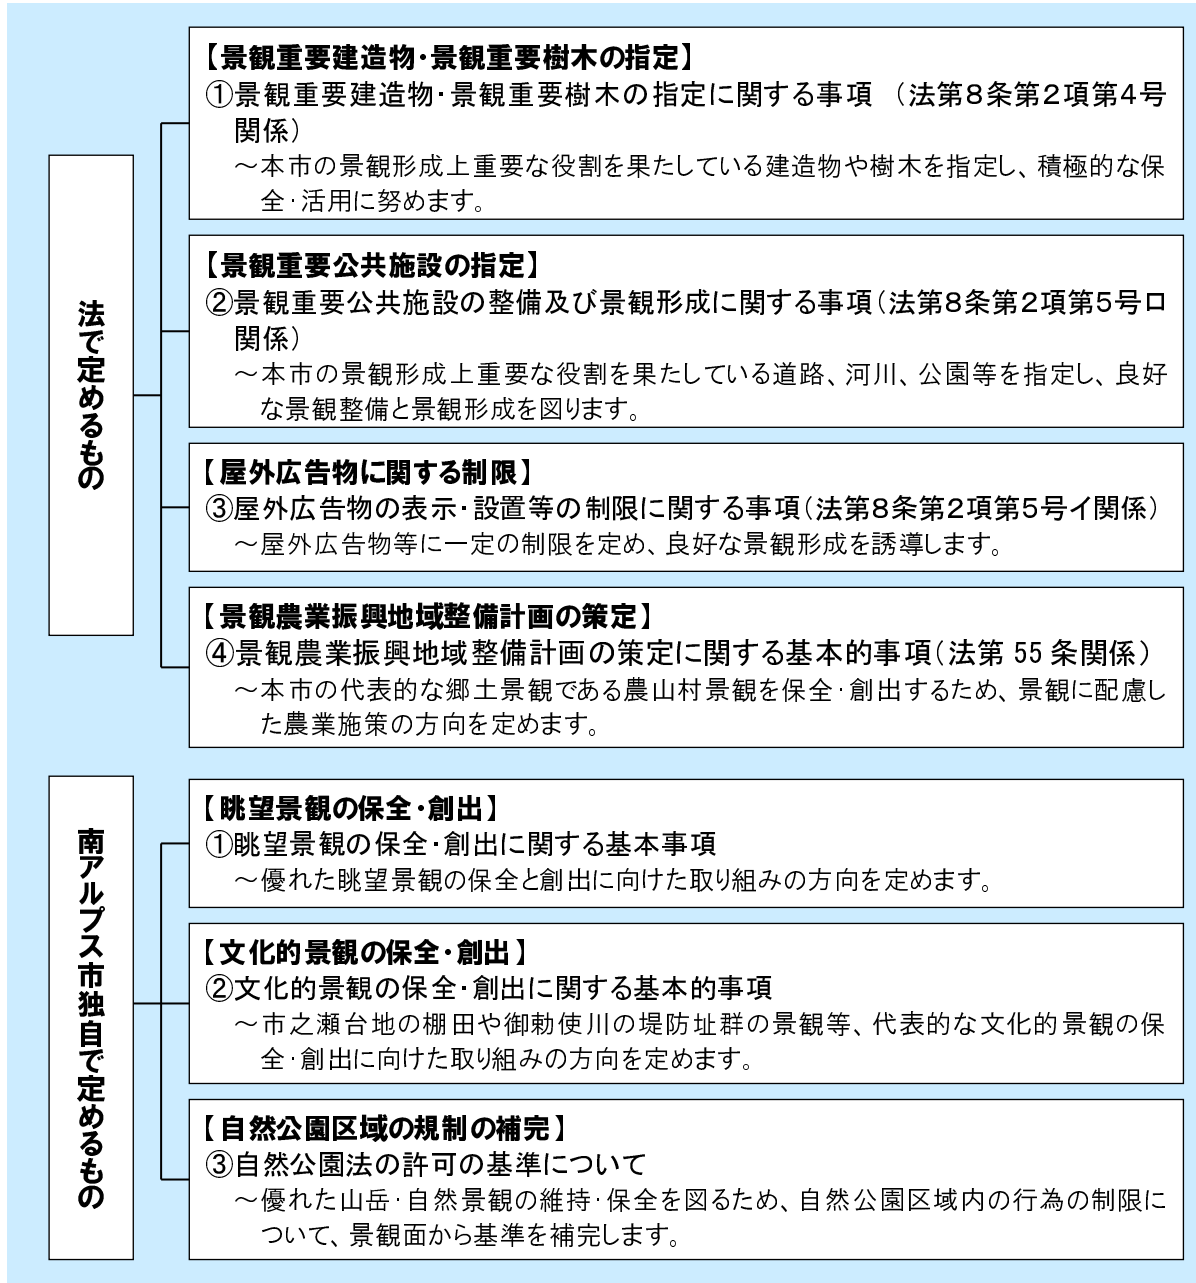 法で定めるもの
【景観重要建造物・景観重要樹木の指定】
①景観重要建造物・景観重要樹木の指定に関する事項 （法第８条第２項第４号
関係）
～本市の景観形成上重要な役割を果たしている建造物や樹木を指定し、積極的な保
全・活用に努めます。
【景観重要公共施設の指定】
②景観重要公共施設の整備及び景観形成に関する事項（法第８条第２項第５号ロ
関係）
～本市の景観形成上重要な役割を果たしている道路、河川、公園等を指定し、良好
な景観整備と景観形成を図ります。
【屋外広告物に関する制限】
③屋外広告物の表示・設置等の制限に関する事項（法第８条第２項第５号イ関係）
～屋外広告物等に一定の制限を定め、良好な景観形成を誘導します。
【景観農業振興地域整備計画の策定】
④景観農業振興地域整備計画の策定に関する基本的事項（法第 55 条関係）
～本市の代表的な郷土景観である農山村景観を保全・創出するため、景観に配慮し
た農業施策の方向を定めます。
南アルプス市独自で定めるもの
【眺望景観の保全・創出】
①眺望景観の保全・創出に関する基本事項
～優れた眺望景観の保全と創出に向けた取り組みの方向を定めます。
【文化的景観の保全・創出】
②文化的景観の保全・創出に関する基本的事項
～市之瀬台地の棚田や御勅使川の堤防址群の景観等、代表的な文化的景観の保
全・創出に向けた取り組みの方向を定めます。
【自然公園区域の規制の補完】
③自然公園法の許可の基準について
～優れた山岳・自然景観の維持・保全を図るため、自然公園区域内の行為の制限に
ついて、景観面から基準を補完します。